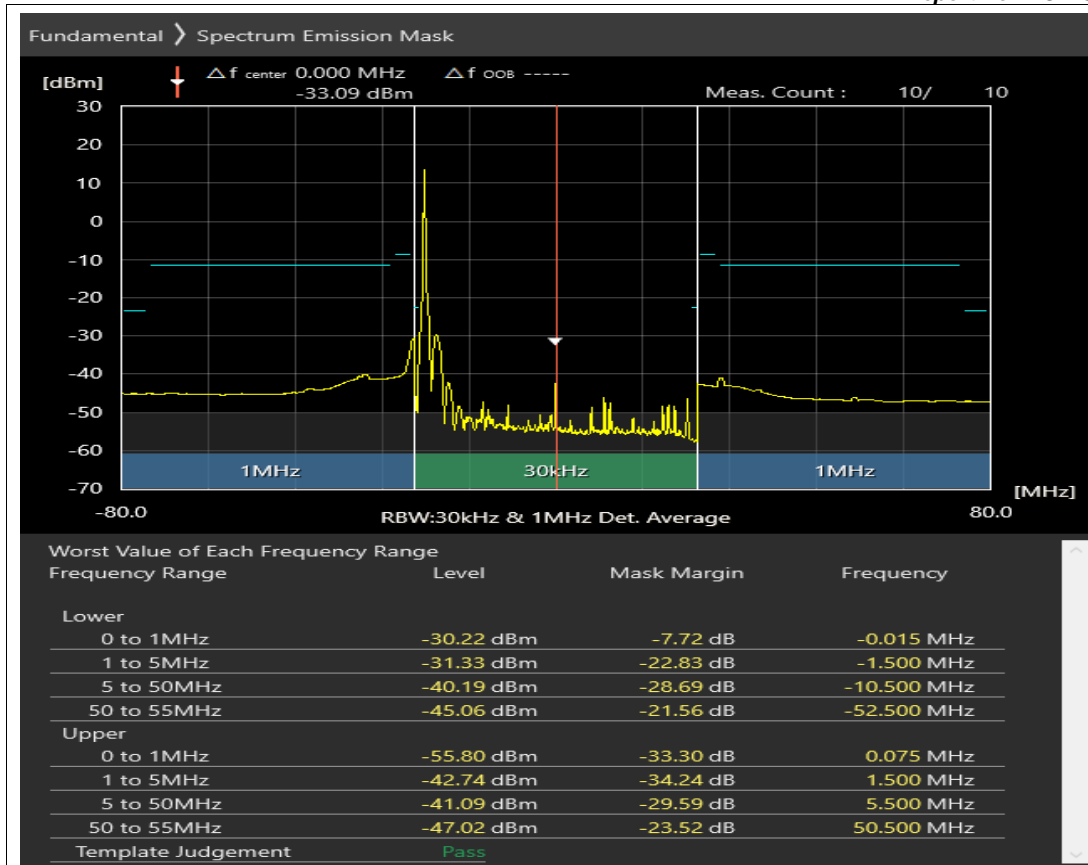 Fundamental 〉 Spectrum Emission Mask
[dBm] △f center 0.000 MHz △f OOB -----
-33.09 dBm Meas. Count : 10/ 10
30
20
10
0
-10
-20
-30
-40
-50
-60
1MHz 30kHz 1MHz
-70
[MHz]
-80.0 RBW:30kHz & 1MHz Det. Average 80.0
Worst Value of Each Frequency Range
Frequency Range Level Mask Margin Frequency
Lower
0 to 1MHz -30.22 dBm -7.72 dB -0.015 MHz
1 to 5MHz -31.33 dBm -22.83 dB -1.500 MHz
5 to 50MHz -40.19 dBm -28.69 dB -10.500 MHz
50 to 55MHz -45.06 dBm -21.56 dB -52.500 MHz
Upper
0 to 1MHz -55.80 dBm -33.30 dB 0.075 MHz
1 to 5MHz -42.74 dBm -34.24 dB 1.500 MHz
5 to 50MHz -41.09 dBm -29.59 dB 5.500 MHz
50 to 55MHz -47.02 dBm -23.52 dB 50.500 MHz
Template Judgement Pass